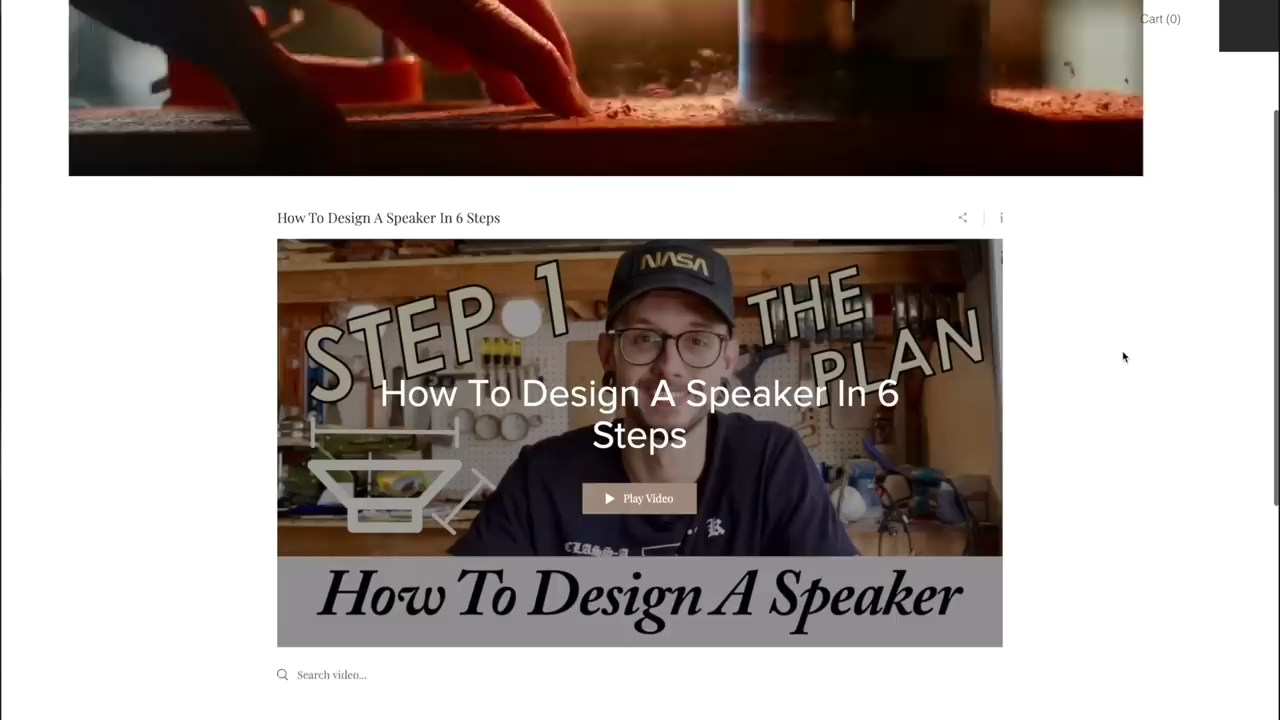 Cart (0)
How To Design A Speaker In 6 Steps
NASA
STEP 1
THE
PLAN
How To Design A Speaker In 6
Steps
Play Video
CLASS-A
How To Design A Speaker
Search video...